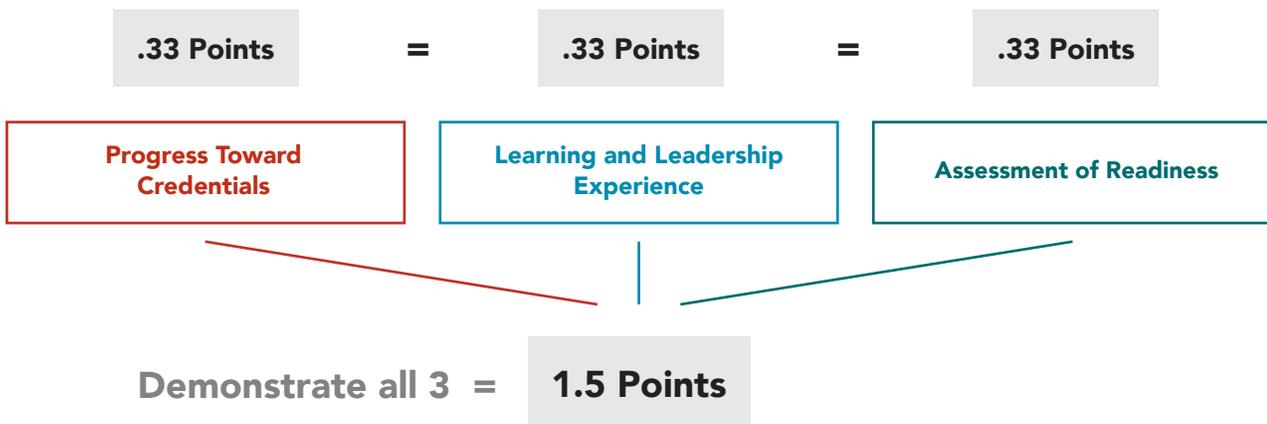 .33 Points = .33 Points = .33 Points
Progress Toward
Credentials
Learning and Leadership
Experience
Assessment of Readiness
Demonstrate all 3 = 1.5 Points